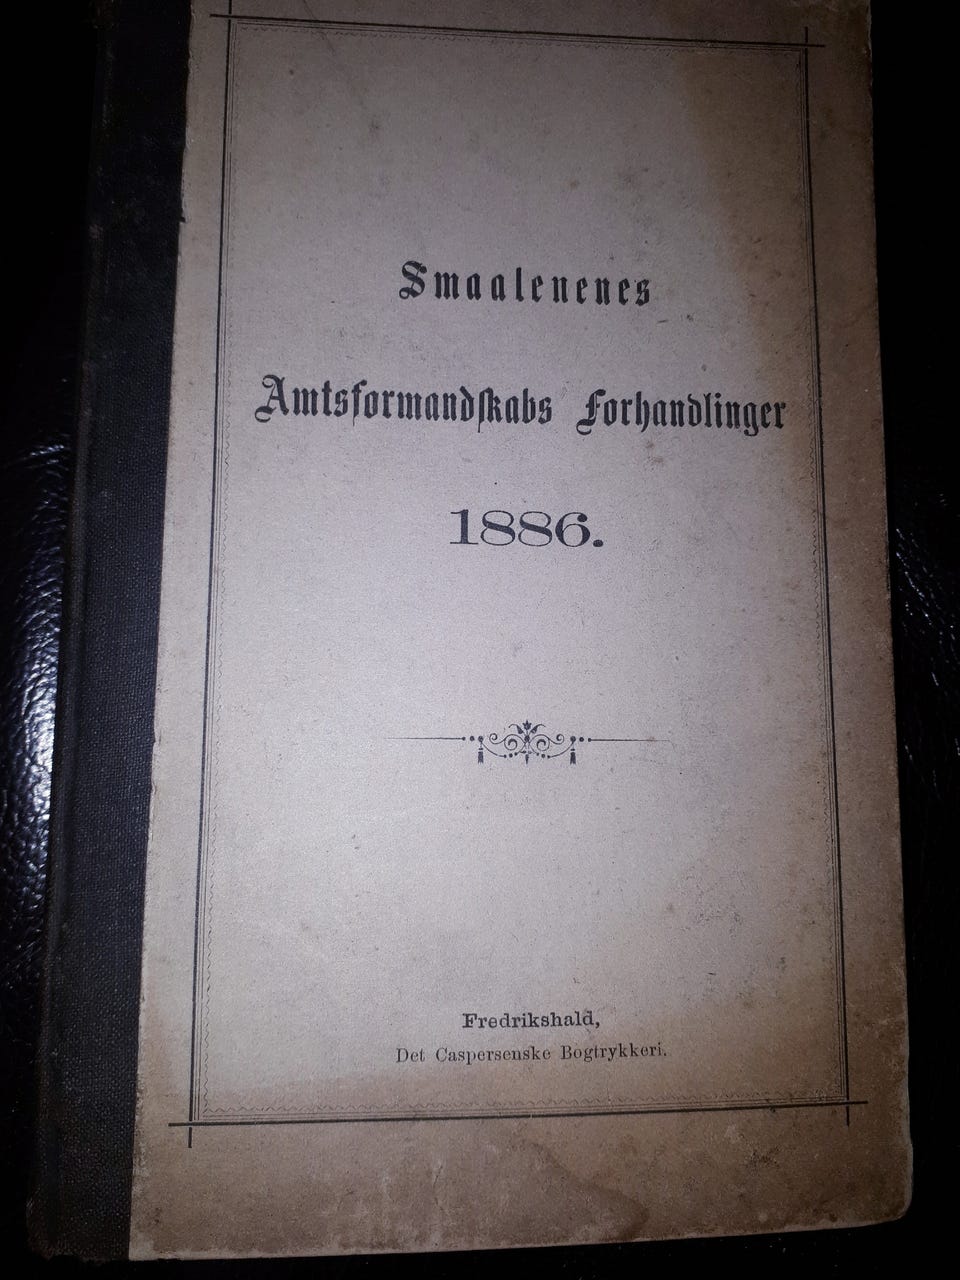 Smaalenenes
Amtsformandskabs Forhandlinger
1886.
Fredrikshald,
Det Caspersenske Bogtrykkeri.